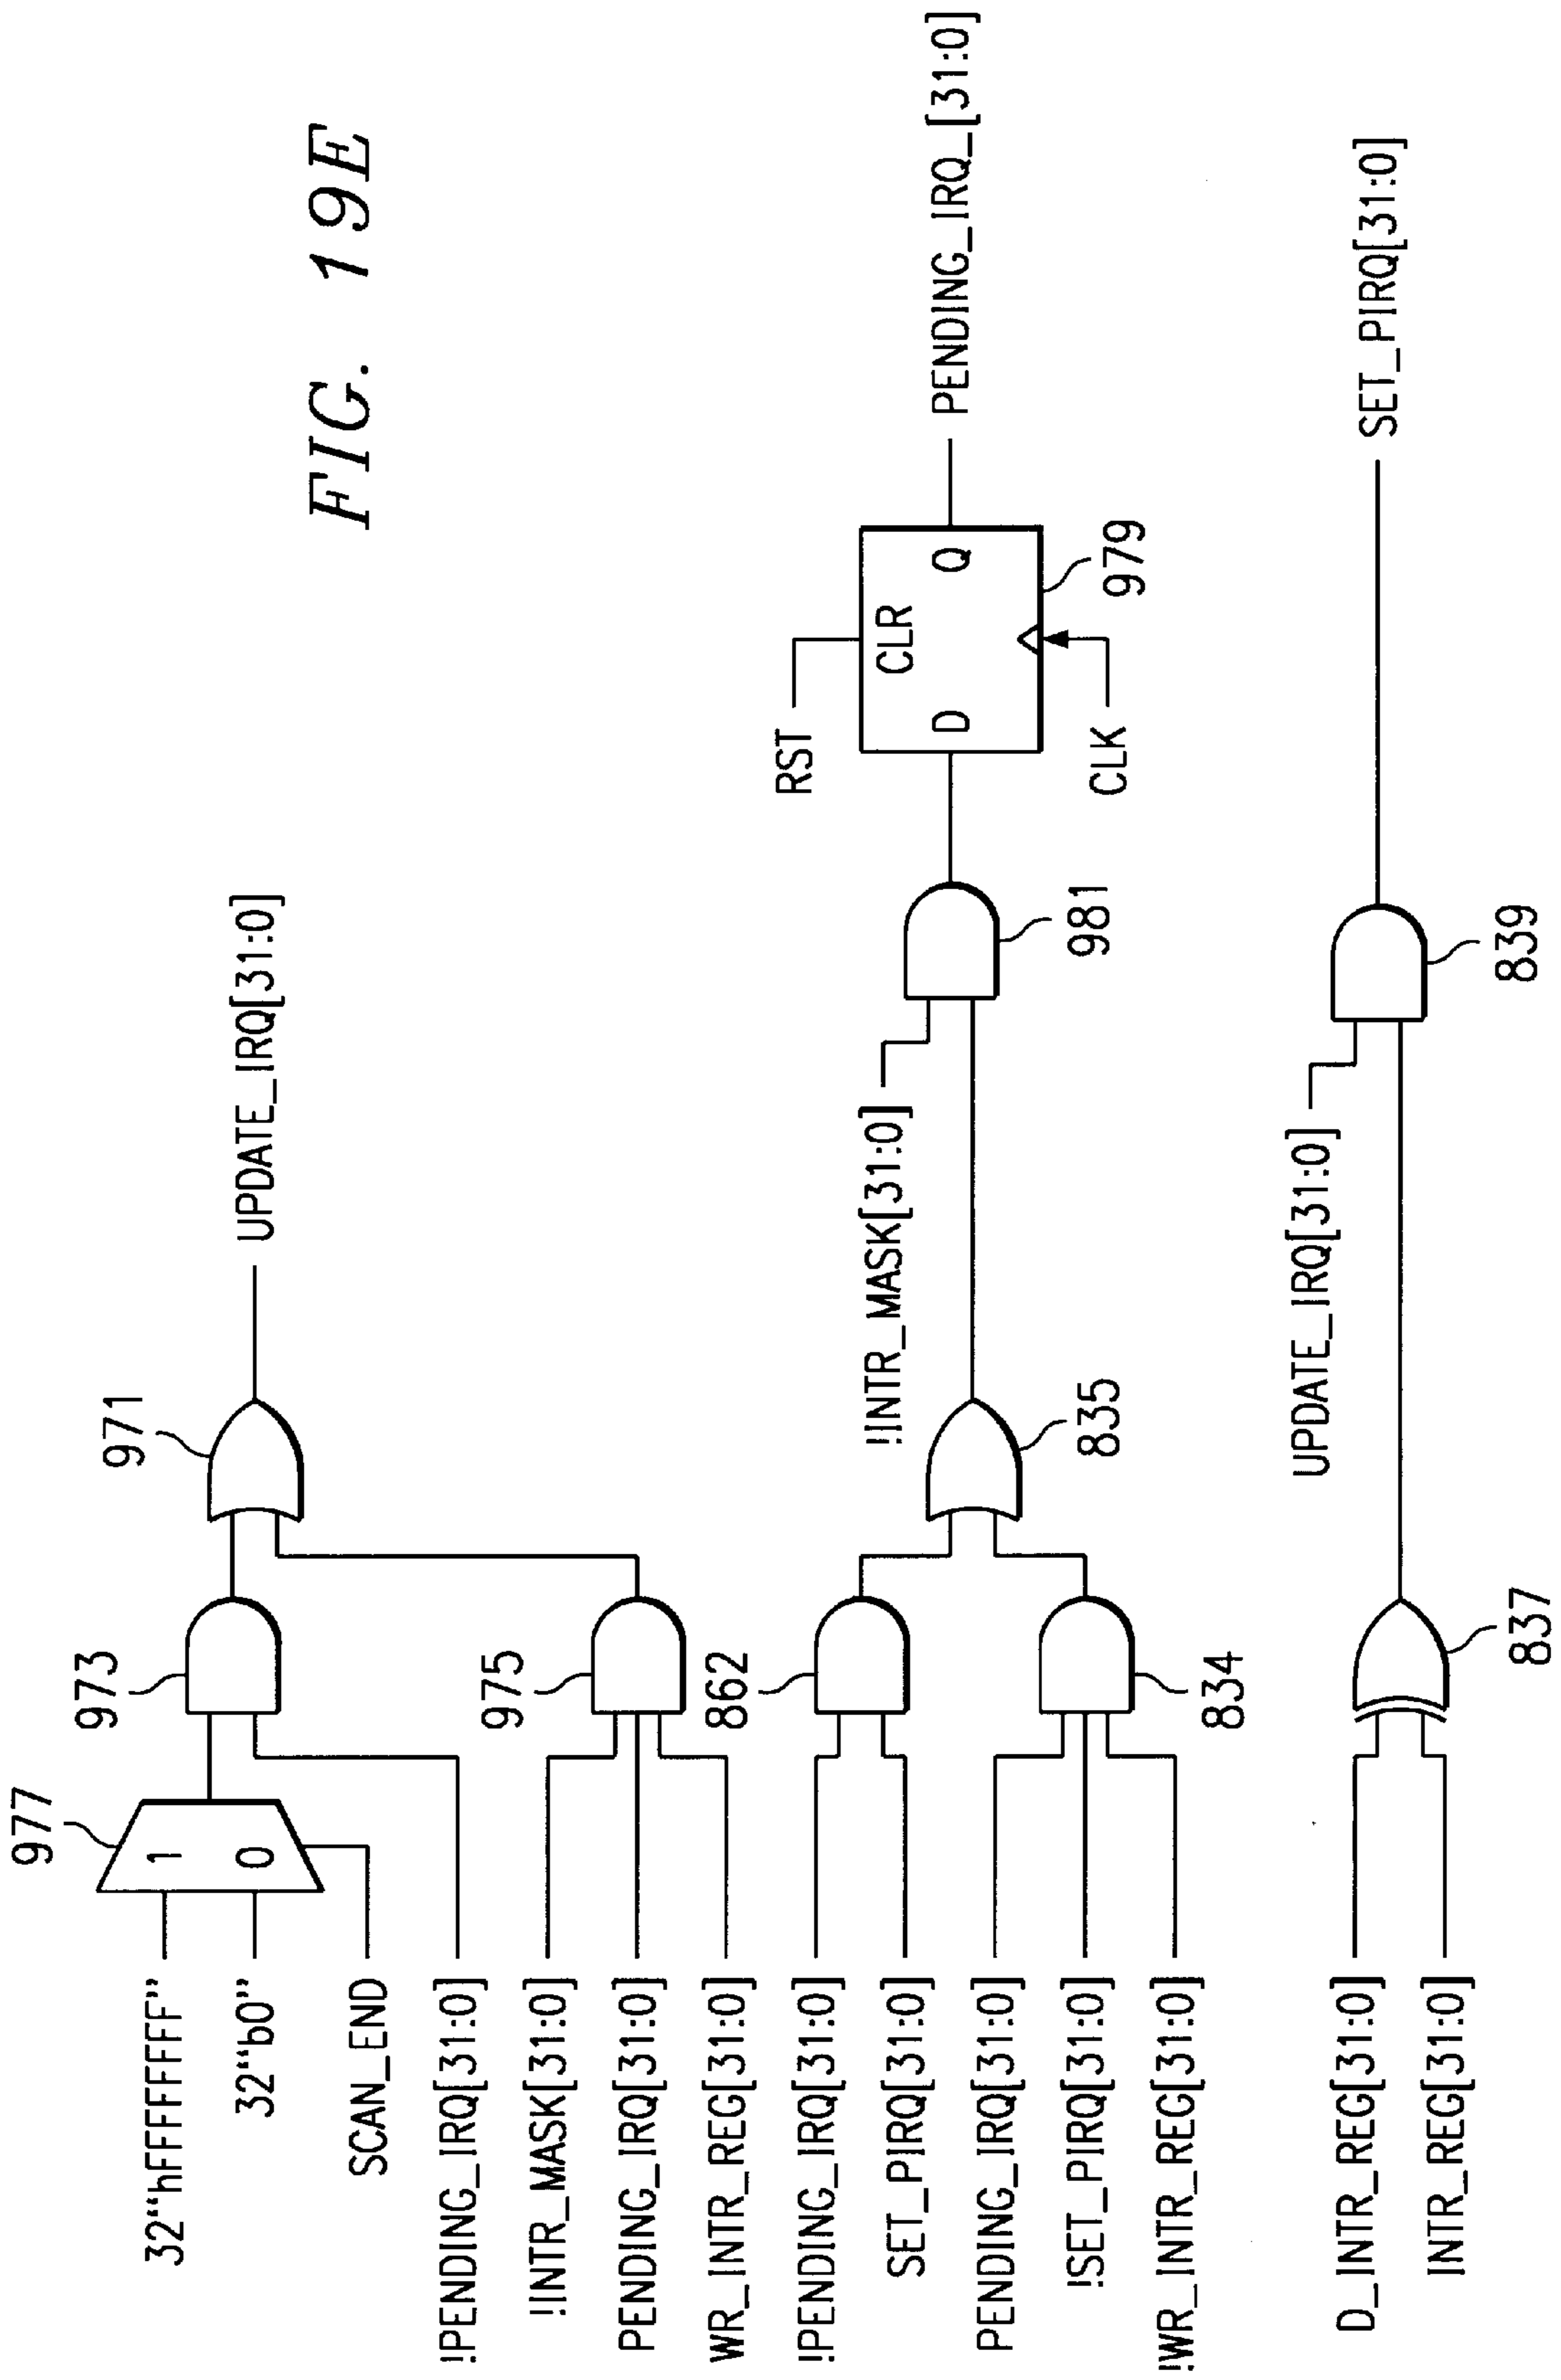 FIG. 19E
977
32"hFFFFFFFF"
1
32"b0"
0
SCAN_END
!PENDING_IRQ[31:0]
973
971
UPDATE_IRQ[31:0]
!INTR_MASK[31:0]
PENDING_IRQ[31:0]
WR_INTR_REG[31:0]
975
!PENDING_IRQ[31:0]
SET_PIRQ[31:0]
862
PENDING_IRQ[31:0]
!SET_PIRQ[31:0]
!WR_INTR_REG[31:0]
834
835
!INTR_MASK[31:0]
981
RST
CLR
D
Q
CLK
979
PENDING_IRQ_[31:0]
D_INTR_REG[31:0]
INTR_REG[31:0]
837
UPDATE_IRQ[31:0]
839
SET_PIRQ[31:0]